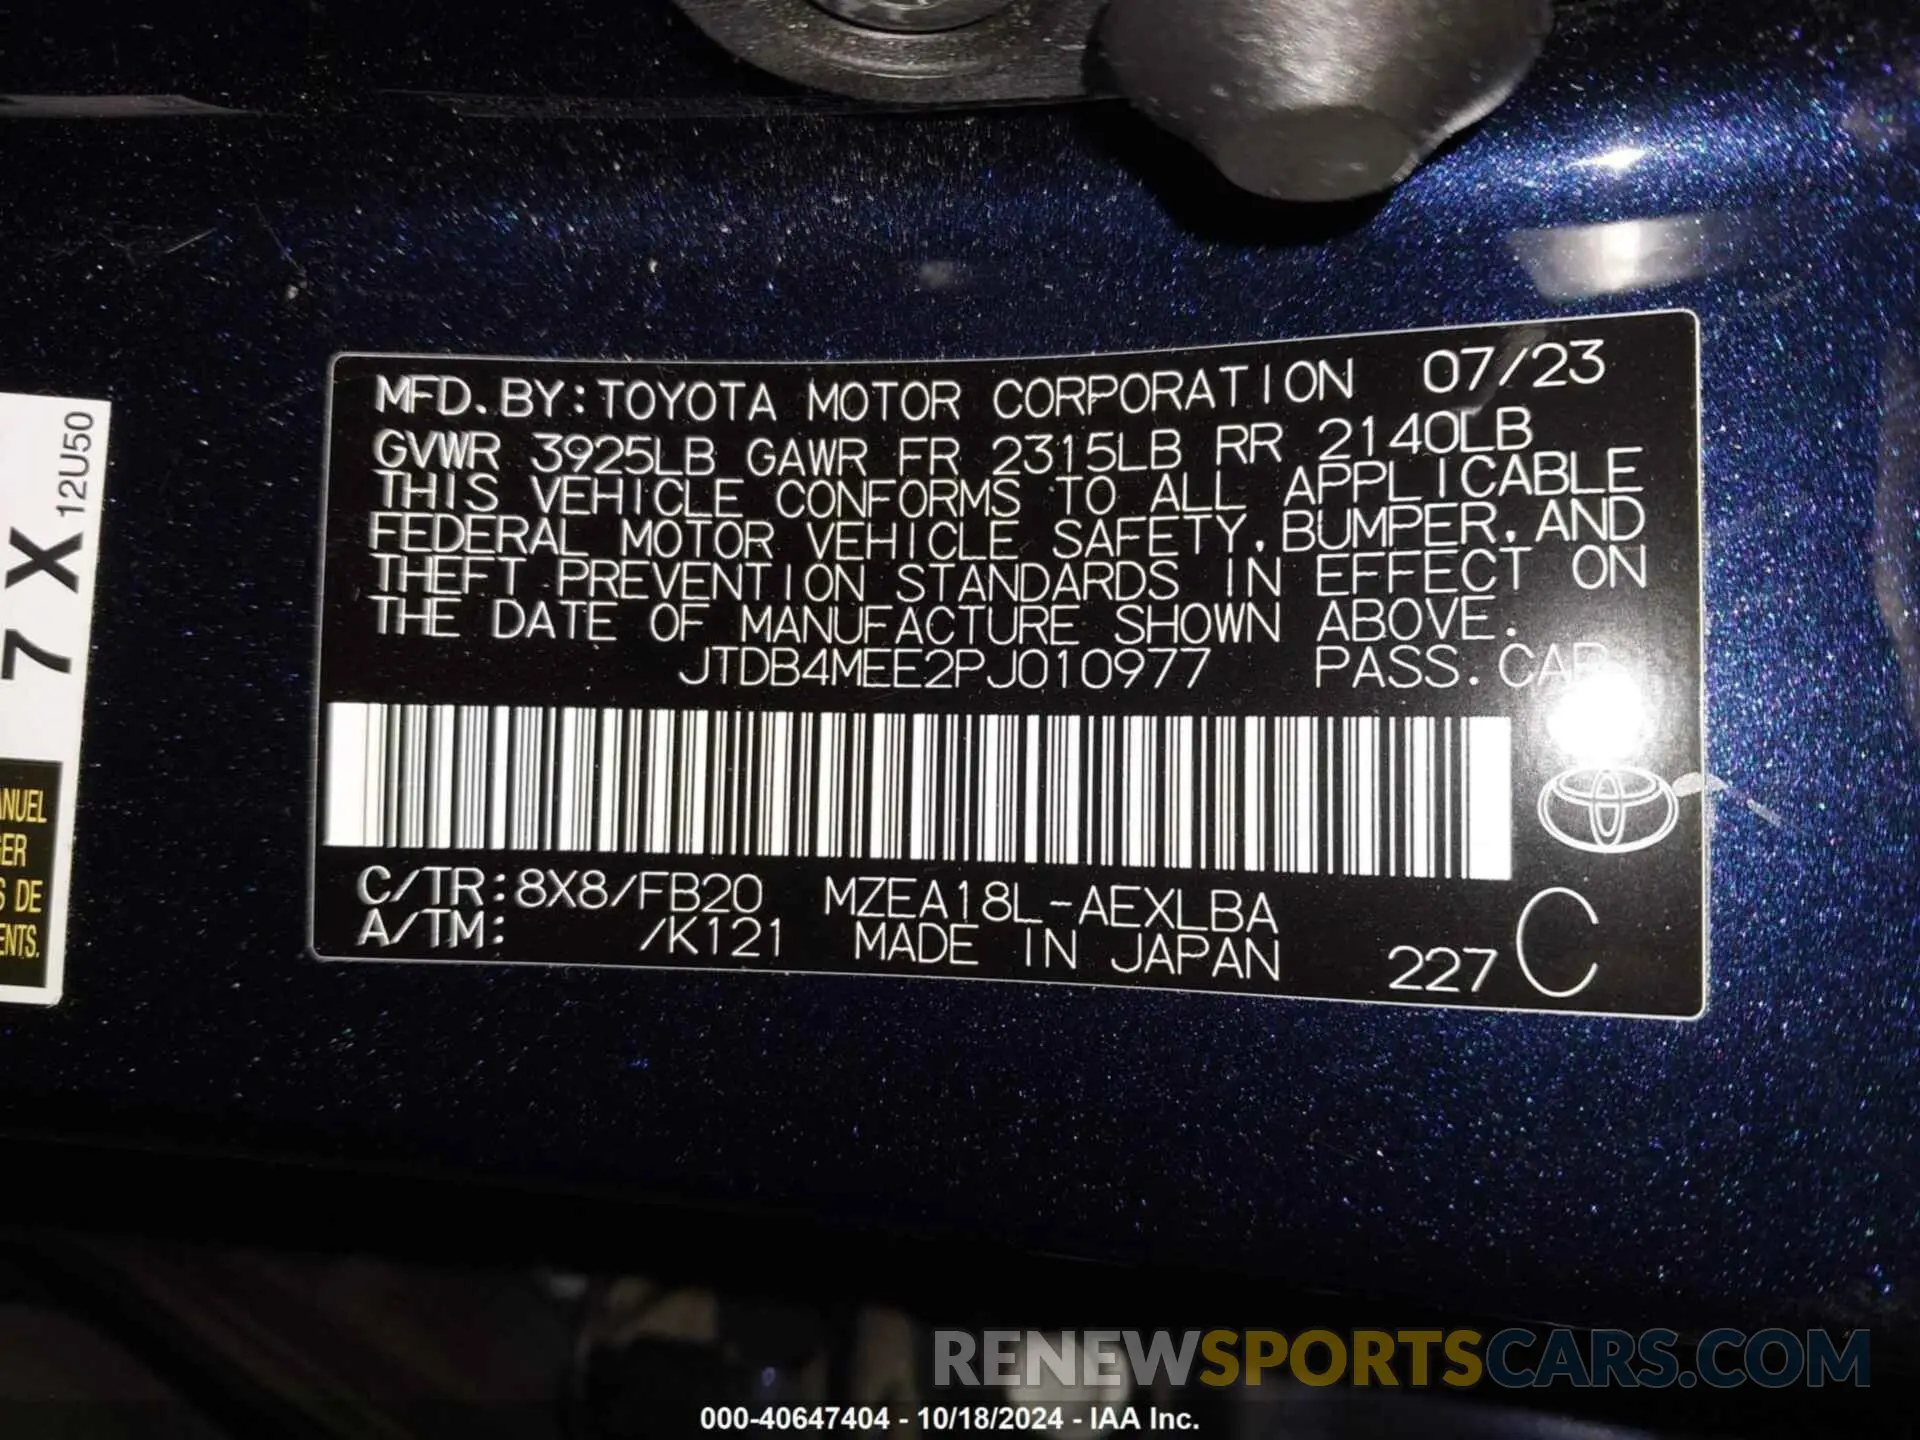 MFD. BY: TOYOTA MOTOR CORPORATION 07/23
GVWR 3925LB GAWR FR 2315LB RR 2140LB
THIS VEHICLE CONFORMS TO ALL APPLICABLE
FEDERAL MOTOR VEHICLE SAFETY, BUMPER, AND
THEFT PREVENTION STANDARDS IN EFFECT ON
THE DATE OF MANUFACTURE SHOWN ABOVE.
JTDB4MEE2PJ010977 PASS. CAR
C/TR: 8X8/FB20 MZEA18L-AEXLBA
A/TM: /K121 MADE IN JAPAN 227 C
7 X 12U50
ANUEL
GER
S DE
ENTS.
RENEWSPORTSCARS.COM
000-40647404 - 10/18/2024 - IAA Inc.